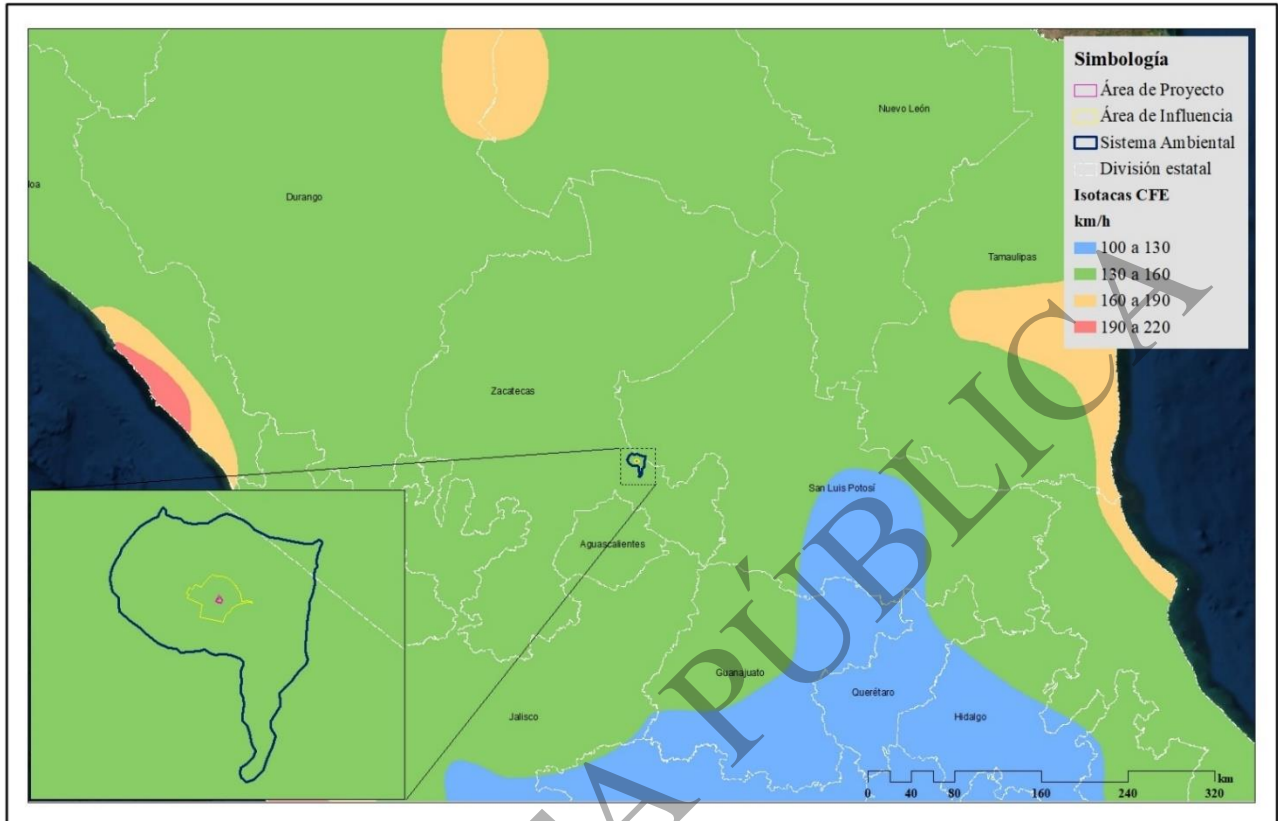 Simbología
Área de Proyecto
Área de Influencia
Sistema Ambiental
División estatal
Isotacas CFE
km/h
100 a 130
130 a 160
160 a 190
190 a 220
Nuevo León
loa
Durango
Tamaulipas
Zacatecas
San Luis Potosí
Aguascalientes
Guanajuato
Querétaro
Jalisco
Hidalgo
km
0 40 80 160 240 320
TA PÚBLICA